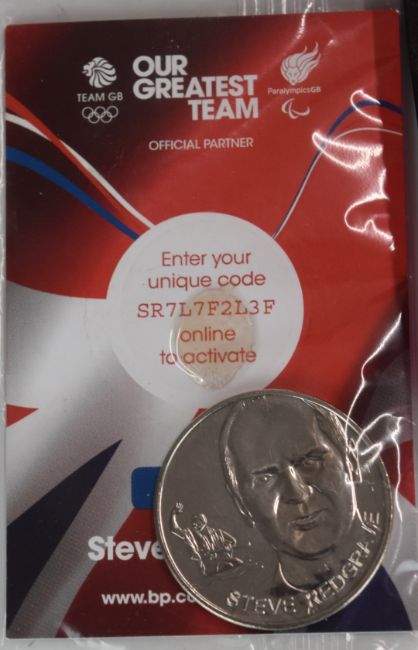 TEAM GB
OUR
GREATEST
TEAM
ParalympicsGB
OFFICIAL PARTNER
Enter your
unique code
SR7L7F2L3F
online
to activate
Steve
www.bp.co
STEVE REDGRAVE